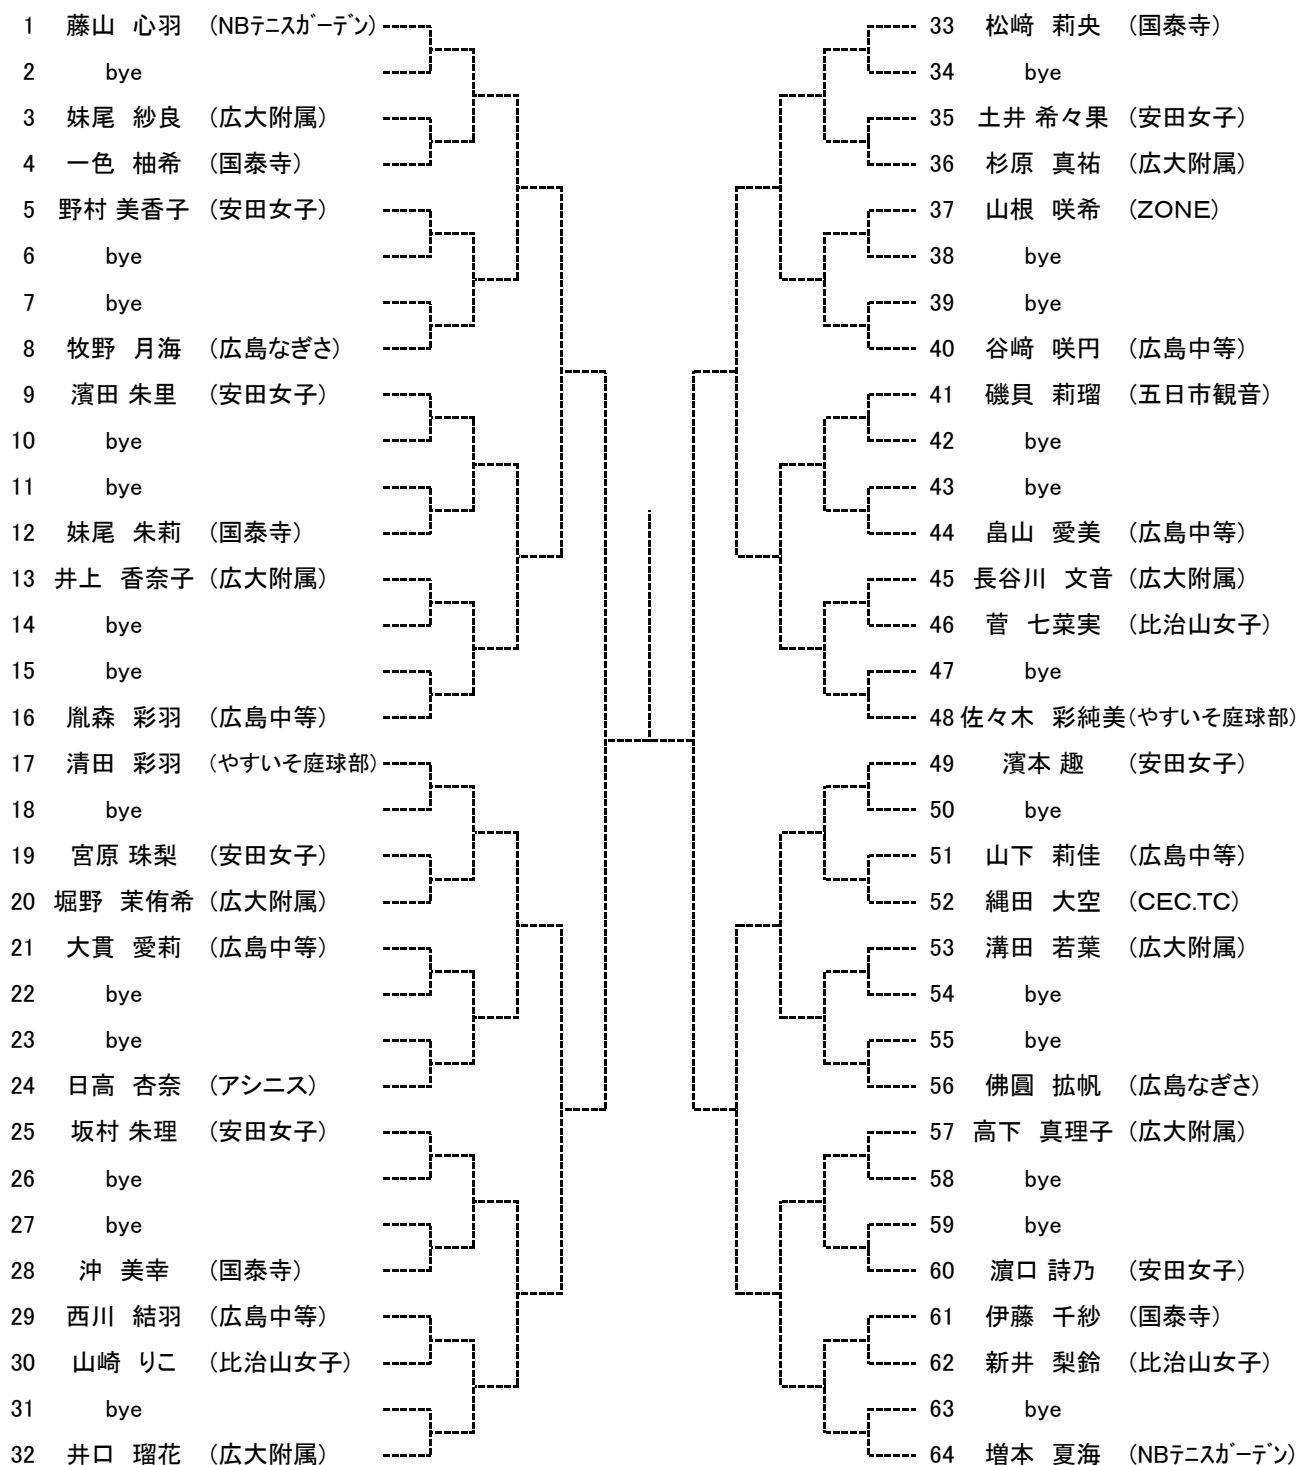 1 藤山 心羽 (NBテニスガーデン)
2 bye
3 妹尾 紗良 (広大附属)
4 一色 柚希 (国泰寺)
5 野村 美香子 (安田女子)
6 bye
7 bye
8 牧野 月海 (広島なぎさ)
9 濱田 朱里 (安田女子)
10 bye
11 bye
12 妹尾 朱莉 (国泰寺)
13 井上 香奈子 (広大附属)
14 bye
15 bye
16 胤森 彩羽 (広島中等)
17 清田 彩羽 (やすいそ庭球部)
18 bye
19 宮原 珠梨 (安田女子)
20 堀野 茉侑希 (広大附属)
21 大貫 愛莉 (広島中等)
22 bye
23 bye
24 日高 杏奈 (アシニス)
25 坂村 朱理 (安田女子)
26 bye
27 bye
28 沖 美幸 (国泰寺)
29 西川 結羽 (広島中等)
30 山崎 りこ (比治山女子)
31 bye
32 井口 瑠花 (広大附属)
33 松﨑 莉央 (国泰寺)
34 bye
35 土井 希々果 (安田女子)
36 杉原 真祐 (広大附属)
37 山根 咲希 (ZONE)
38 bye
39 bye
40 谷﨑 咲円 (広島中等)
41 磯貝 莉瑠 (五日市観音)
42 bye
43 bye
44 畠山 愛美 (広島中等)
45 長谷川 文音 (広大附属)
46 菅 七菜実 (比治山女子)
47 bye
48 佐々木 彩純美 (やすいそ庭球部)
49 濱本 趣 (安田女子)
50 bye
51 山下 莉佳 (広島中等)
52 縄田 大空 (CEC.TC)
53 溝田 若葉 (広大附属)
54 bye
55 bye
56 佛圓 拡帆 (広島なぎさ)
57 高下 真理子 (広大附属)
58 bye
59 bye
60 濵口 詩乃 (安田女子)
61 伊藤 千紗 (国泰寺)
62 新井 梨鈴 (比治山女子)
63 bye
64 増本 夏海 (NBテニスガーデン)